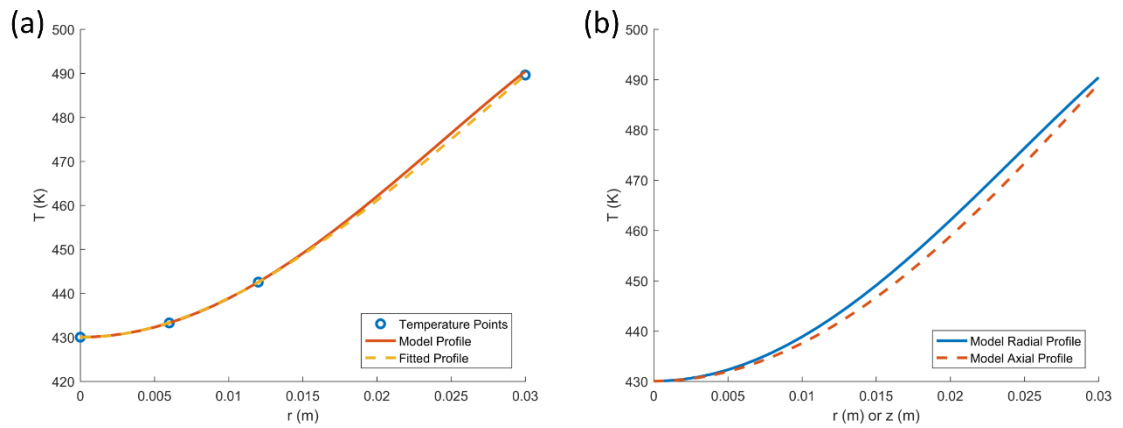 (a)
500
490
480
470
460
450
440
430
420
T (K)
0
0.005
0.01
0.015
0.02
0.025
0.03
r (m)
Temperature Points
Model Profile
Fitted Profile
(b)
500
490
480
470
460
450
440
430
T (K)
0
0.005
0.01
0.015
0.02
0.025
0.03
r (m) or z (m)
Model Radial Profile
Model Axial Profile